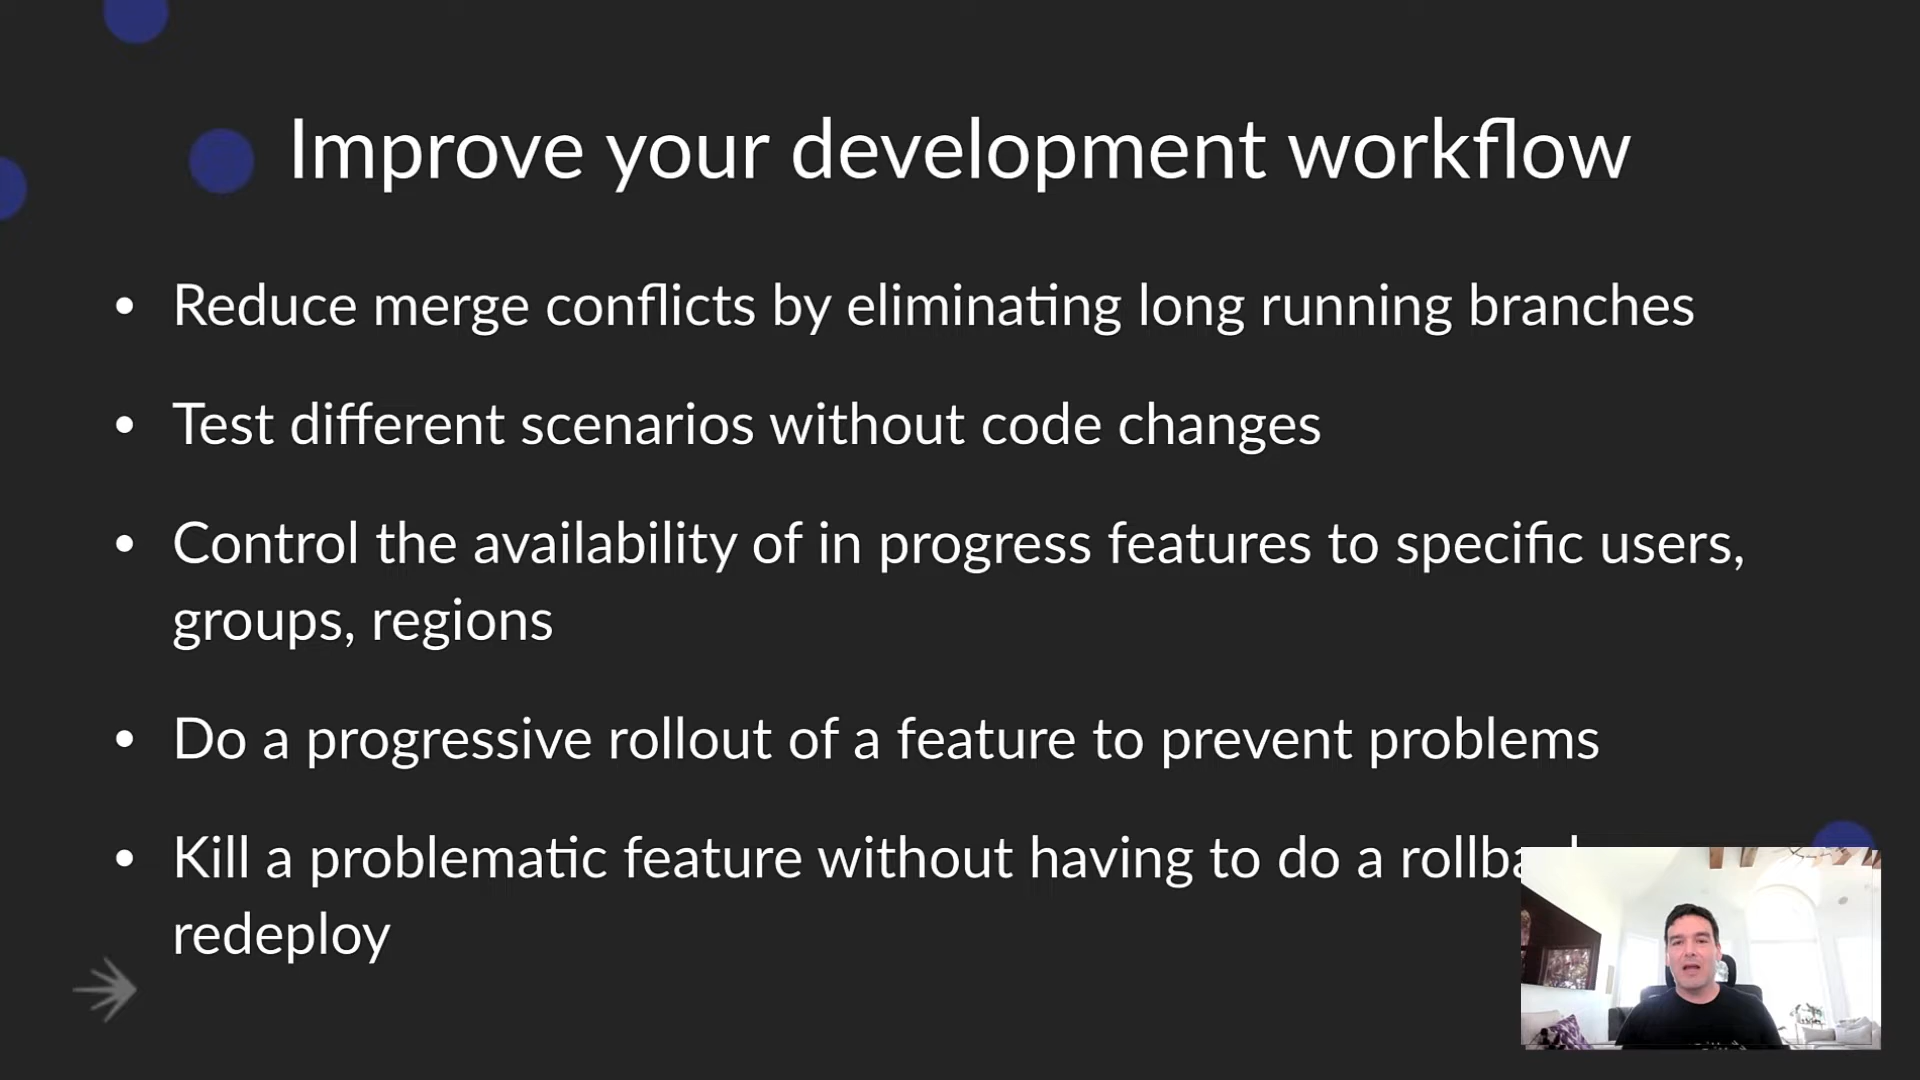 Improve your development workflow
• Reduce merge conflicts by eliminating long running branches
• Test different scenarios without code changes
• Control the availability of in progress features to specific users,
groups, regions
• Do a progressive rollout of a feature to prevent problems
• Kill a problematic feature without having to do a
redeploy